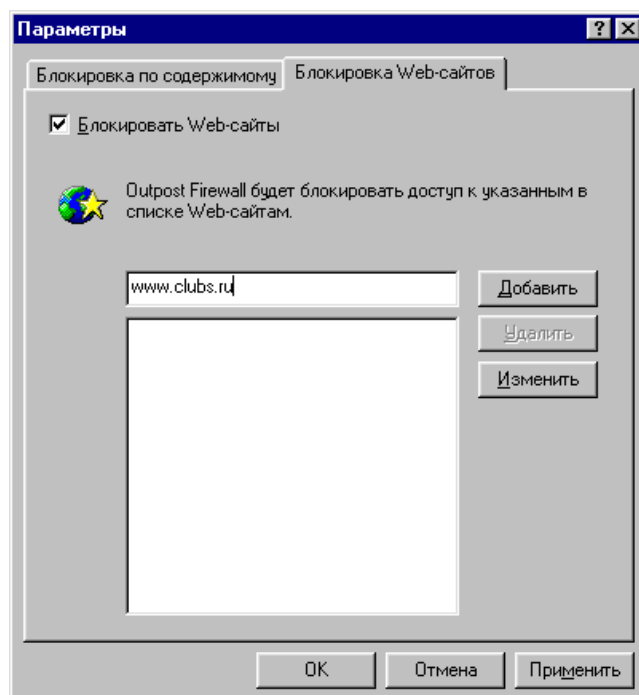 Параметры
Блокировка по содержимому
Блокировка Web-сайтов
Блокировать Web-сайты
Outpost Firewall будет блокировать доступ к указанным в
списке Web-сайтам.
www.clubs.ru
Добавить
Удалить
Изменить
OK
Отмена
Применить